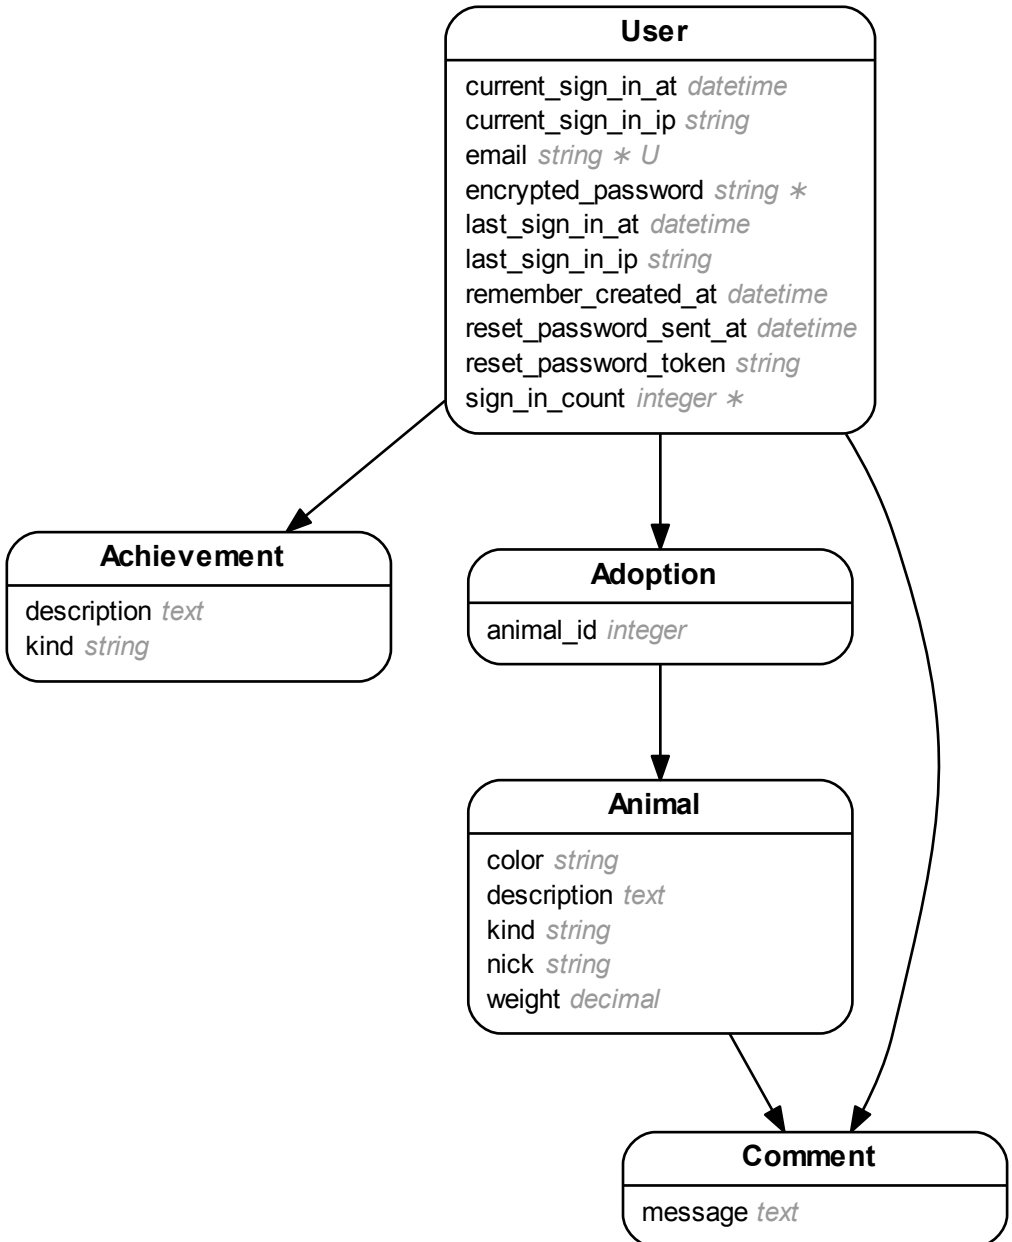 User
current_sign_in_at datetime
current_sign_in_ip string
email string ∗ U
encrypted_password string ∗
last_sign_in_at datetime
last_sign_in_ip string
remember_created_at datetime
reset_password_sent_at datetime
reset_password_token string
sign_in_count integer ∗
Achievement
description text
kind string
Adoption
animal_id integer
Animal
color string
description text
kind string
nick string
weight decimal
Comment
message text